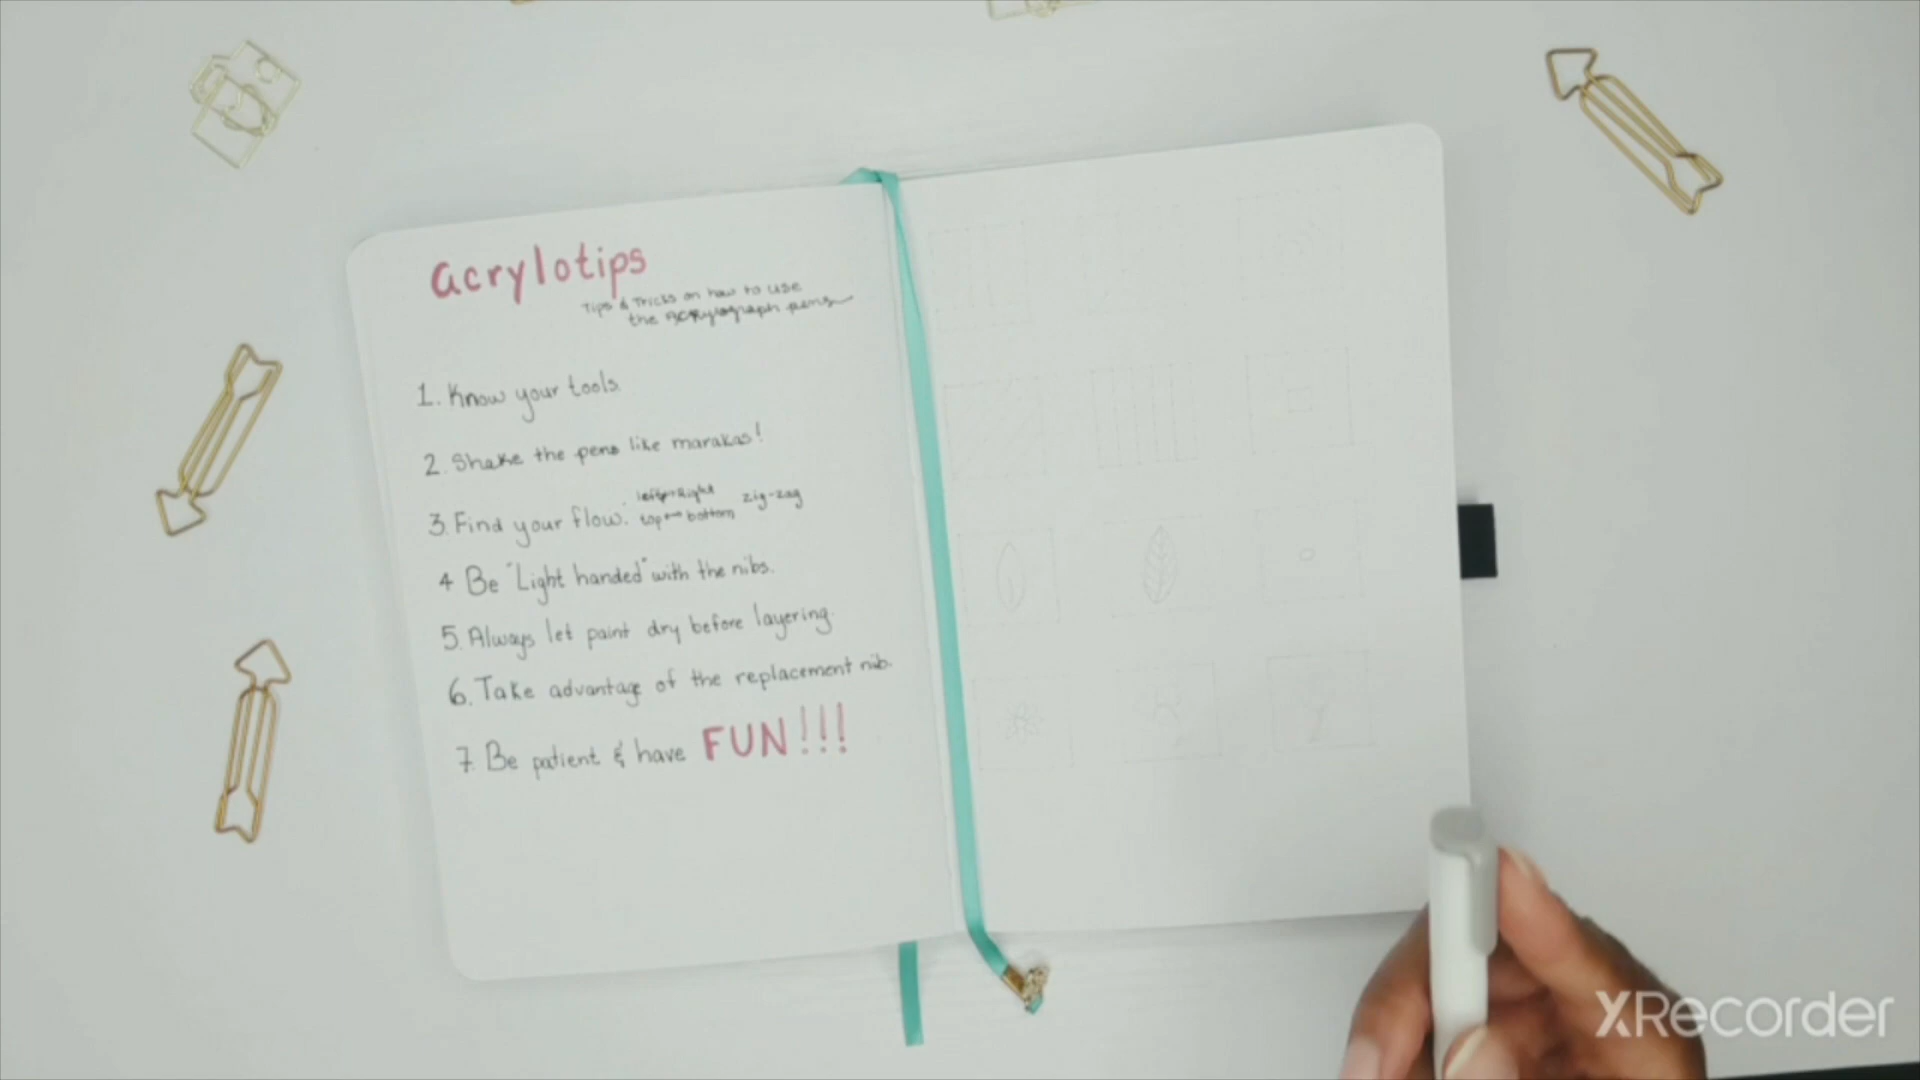 acrylotips
Tips & Tricks on how to use
the Acrylograph pens
1. Know your tools.
2. Shake the pens like marakas!
3. Find your flow. left↔right top↔bottom zig-zag
4 Be "Light handed" with the nibs.
5. Always let paint dry before layering.
6. Take advantage of the replacement nib.
7. Be patient & have FUN!!!
XRecorder